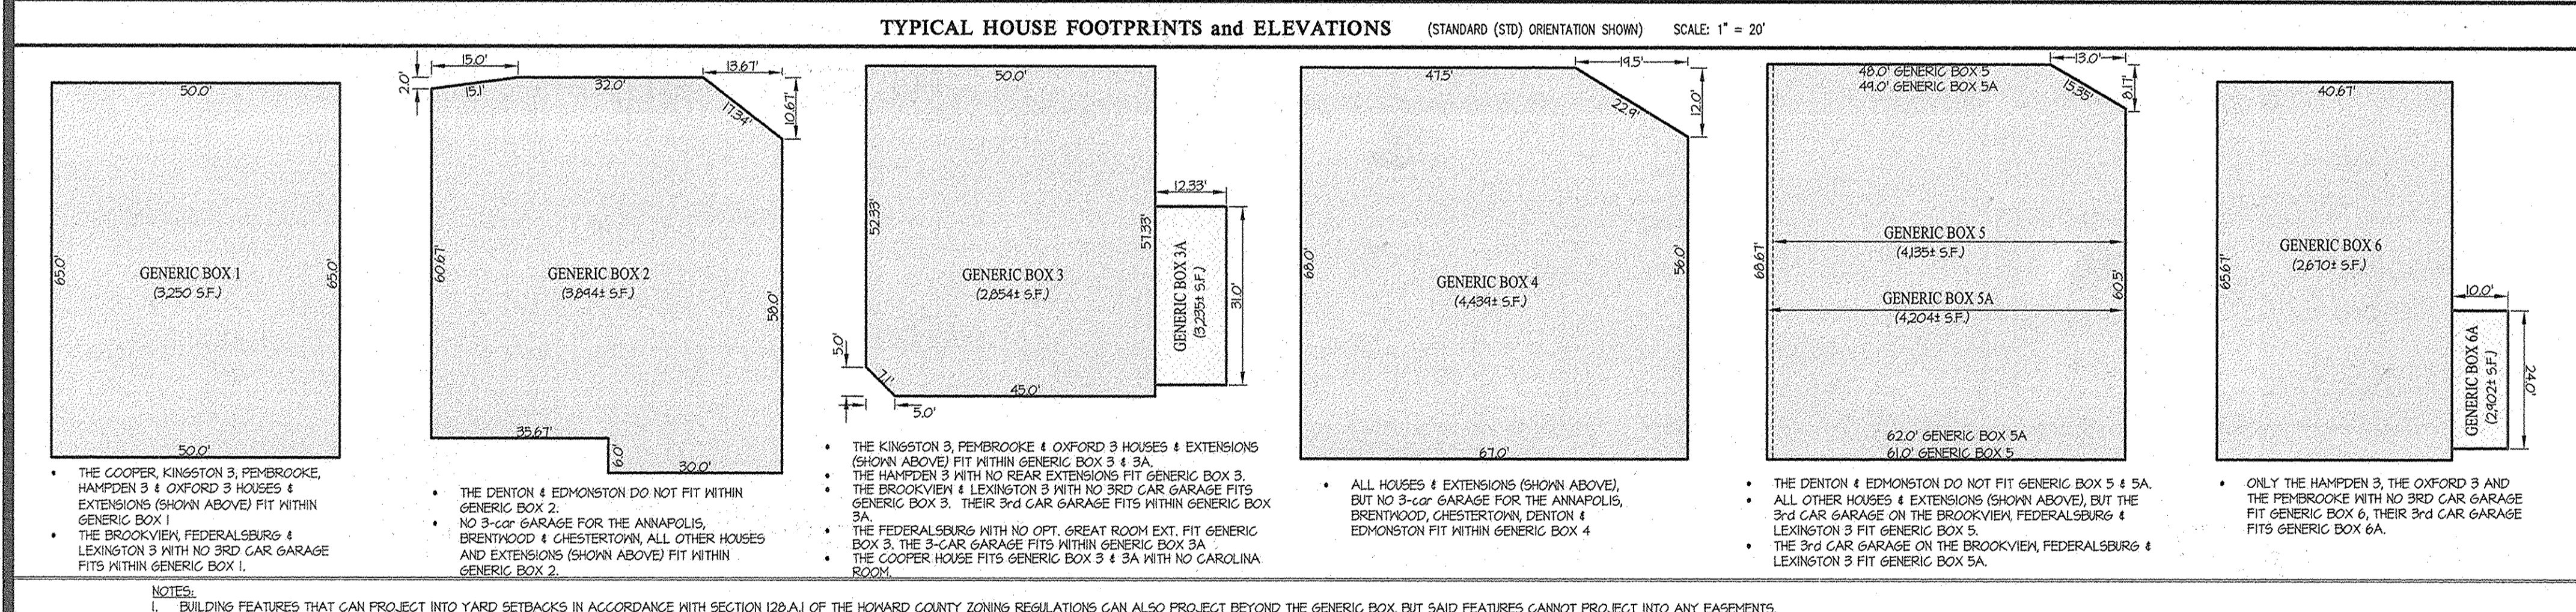 TYPICAL HOUSE FOOTPRINTS and ELEVATIONS (STANDARD (STD) ORIENTATION SHOWN) SCALE: 1" = 20'
50.0'
65.0'
65.0'
GENERIC BOX 1
(3,250 S.F.)
50.0'
• THE COOPER, KINGSTON 3, PEMBROOKE,
HAMPDEN 3 & OXFORD 3 HOUSES &
EXTENSIONS (SHOWN ABOVE) FIT WITHIN
GENERIC BOX 1
• THE BROOKVIEW, FEDERALSBURG &
LEXINGTON 3 WITH NO 3RD CAR GARAGE
FITS WITHIN GENERIC BOX 1.
15.0'
2.0'
15.1'
32.0'
13.67'
17.34'
10.67'
60.67'
GENERIC BOX 2
(3,894± S.F.)
58.0'
35.67'
6.0'
30.0'
• THE DENTON & EDMONSTON DO NOT FIT WITHIN
GENERIC BOX 2.
• NO 3-car GARAGE FOR THE ANNAPOLIS,
BRENTWOOD & CHESTERTOWN, ALL OTHER HOUSES
AND EXTENSIONS (SHOWN ABOVE) FIT WITHIN
GENERIC BOX 2.
50.0'
52.33'
57.33'
GENERIC BOX 3
(2,854± S.F.)
12.33'
GENERIC BOX 3A
(3,235± S.F.)
31.0'
5.0'
7.1'
45.0'
5.0'
• THE KINGSTON 3, PEMBROOKE & OXFORD 3 HOUSES & EXTENSIONS
(SHOWN ABOVE) FIT WITHIN GENERIC BOX 3 & 3A.
• THE HAMPDEN 3 WITH NO REAR EXTENSIONS FIT GENERIC BOX 3.
• THE BROOKVIEW & LEXINGTON 3 WITH NO 3RD CAR GARAGE FITS
GENERIC BOX 3. THEIR 3rd CAR GARAGE FITS WITHIN GENERIC BOX
3A.
• THE FEDERALSBURG WITH NO OPT. GREAT ROOM EXT. FIT GENERIC
BOX 3. THE 3-CAR GARAGE FITS WITHIN GENERIC BOX 3A
• THE COOPER HOUSE FITS GENERIC BOX 3 & 3A WITH NO CAROLINA
ROOM.
47.5'
19.5'
22.9'
12.0'
68.0'
GENERIC BOX 4
(4,439± S.F.)
56.0'
67.0'
• ALL HOUSES & EXTENSIONS (SHOWN ABOVE),
BUT NO 3-car GARAGE FOR THE ANNAPOLIS,
BRENTWOOD, CHESTERTOWN, DENTON &
EDMONSTON FIT WITHIN GENERIC BOX 4
48.0' GENERIC BOX 5
49.0' GENERIC BOX 5A
13.0'
15.35'
8.17'
68.67'
GENERIC BOX 5
(4,135± S.F.)
GENERIC BOX 5A
(4,204± S.F.)
60.5'
62.0' GENERIC BOX 5A
61.0' GENERIC BOX 5
• THE DENTON & EDMONSTON DO NOT FIT GENERIC BOX 5 & 5A.
• ALL OTHER HOUSES & EXTENSIONS (SHOWN ABOVE), BUT THE
3rd CAR GARAGE ON THE BROOKVIEW, FEDERALSBURG &
LEXINGTON 3 FIT GENERIC BOX 5.
• THE 3rd CAR GARAGE ON THE BROOKVIEW, FEDERALSBURG &
LEXINGTON 3 FIT GENERIC BOX 5A.
40.67'
65.67'
GENERIC BOX 6
(2,670± S.F.)
10.0'
GENERIC BOX 6A
(2,902± S.F.)
24.0'
• ONLY THE HAMPDEN 3, THE OXFORD 3 AND
THE PEMBROOKE WITH NO 3RD CAR GARAGE
FIT GENERIC BOX 6, THEIR 3rd CAR GARAGE
FITS GENERIC BOX 6A.
NOTES:
1. BUILDING FEATURES THAT CAN PROJECT INTO YARD SETBACKS IN ACCORDANCE WITH SECTION 128.A.1 OF THE HOWARD COUNTY ZONING REGULATIONS CAN ALSO PROJECT BEYOND THE GENERIC BOX, BUT SAID FEATURES CANNOT PROJECT INTO ANY EASEMENTS.